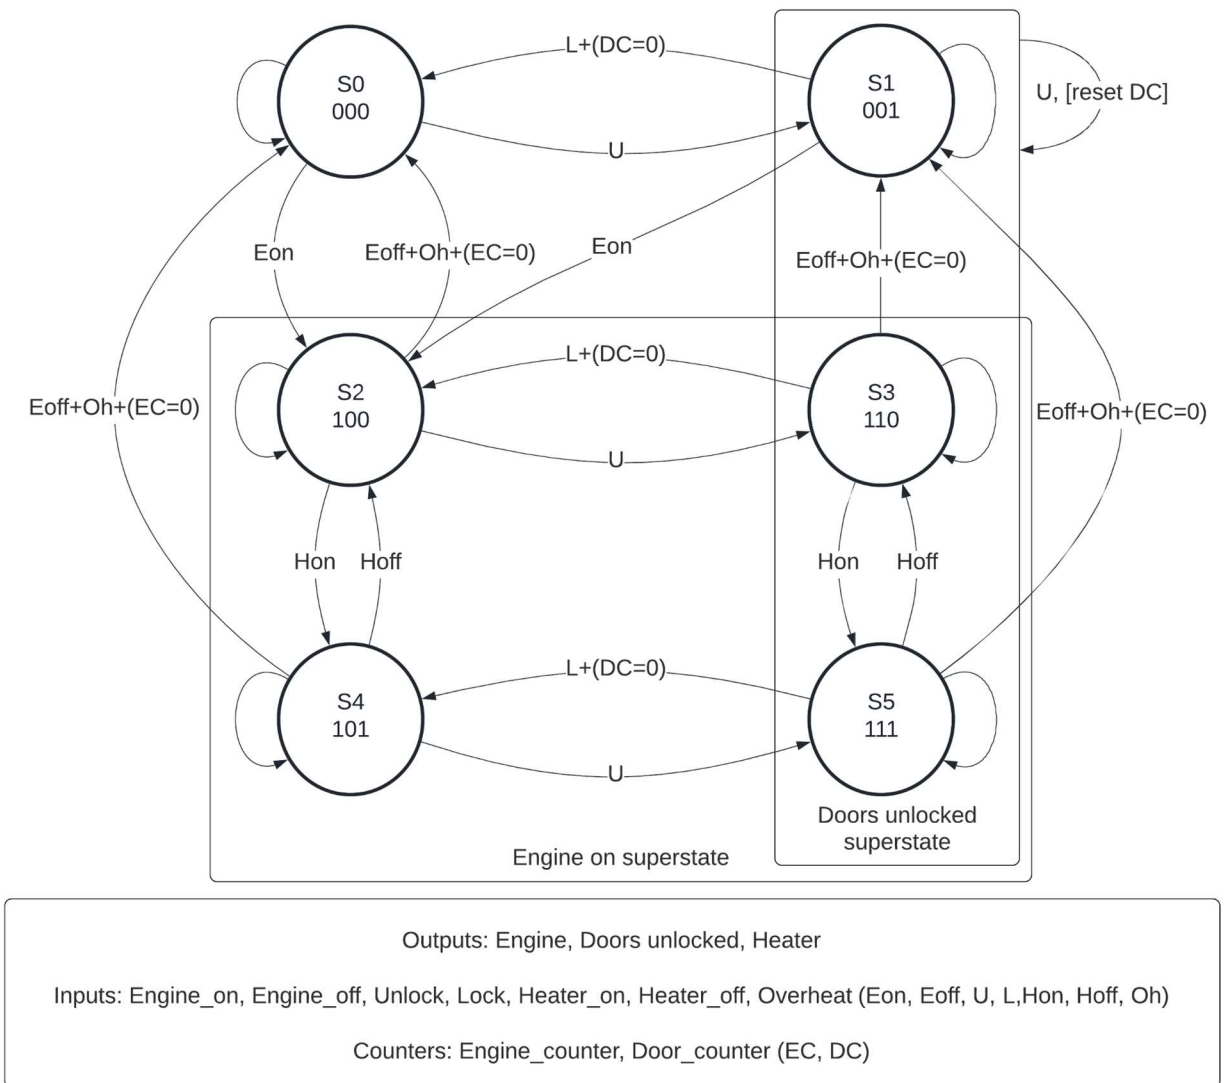 L+(DC=0)
S0
000
S1
001
U, [reset DC]
U
Eon
Eoff+Oh+(EC=0)
Eon
Eoff+Oh+(EC=0)
L+(DC=0)
S2
100
S3
110
Eoff+Oh+(EC=0)
Eoff+Oh+(EC=0)
U
Hon
Hoff
Hon
Hoff
L+(DC=0)
S4
101
S5
111
U
Doors unlocked
superstate
Engine on superstate
Outputs: Engine, Doors unlocked, Heater
Inputs: Engine_on, Engine_off, Unlock, Lock, Heater_on, Heater_off, Overheat (Eon, Eoff, U, L,Hon, Hoff, Oh)
Counters: Engine_counter, Door_counter (EC, DC)